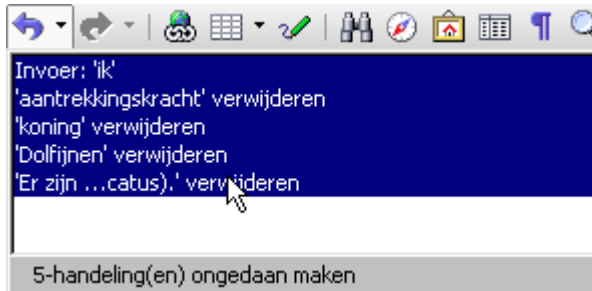 Invoer: 'ik'
'aantrekkingskracht' verwijderen
'koning' verwijderen
'Dolfijnen' verwijderen
'Er zijn ...catus).' verwijderen
5-handeling(en) ongedaan maken